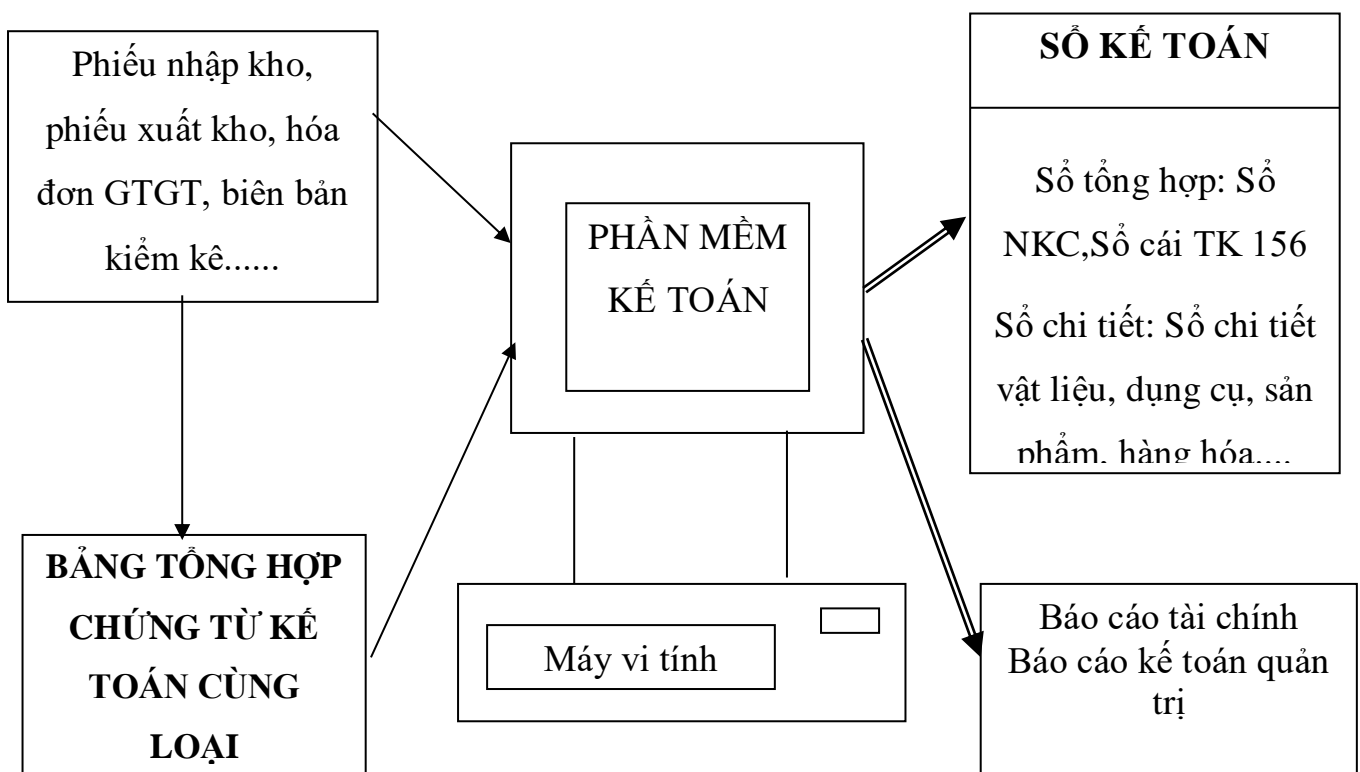 Phiếu nhập kho,
phiếu xuất kho, hóa
đơn GTGT, biên bản
kiểm kê......
BẢNG TỔNG HỢP
CHỨNG TỪ KẾ
TOÁN CÙNG
LOẠI
PHẦN MỀM
KẾ TOÁN
Máy vi tính
SỔ KẾ TOÁN
Sổ tổng hợp: Sổ
NKC,Sổ cái TK 156
Sổ chi tiết: Sổ chi tiết
vật liệu, dụng cụ, sản
phẩm, hàng hóa....
Báo cáo tài chính
Báo cáo kế toán quản
trị